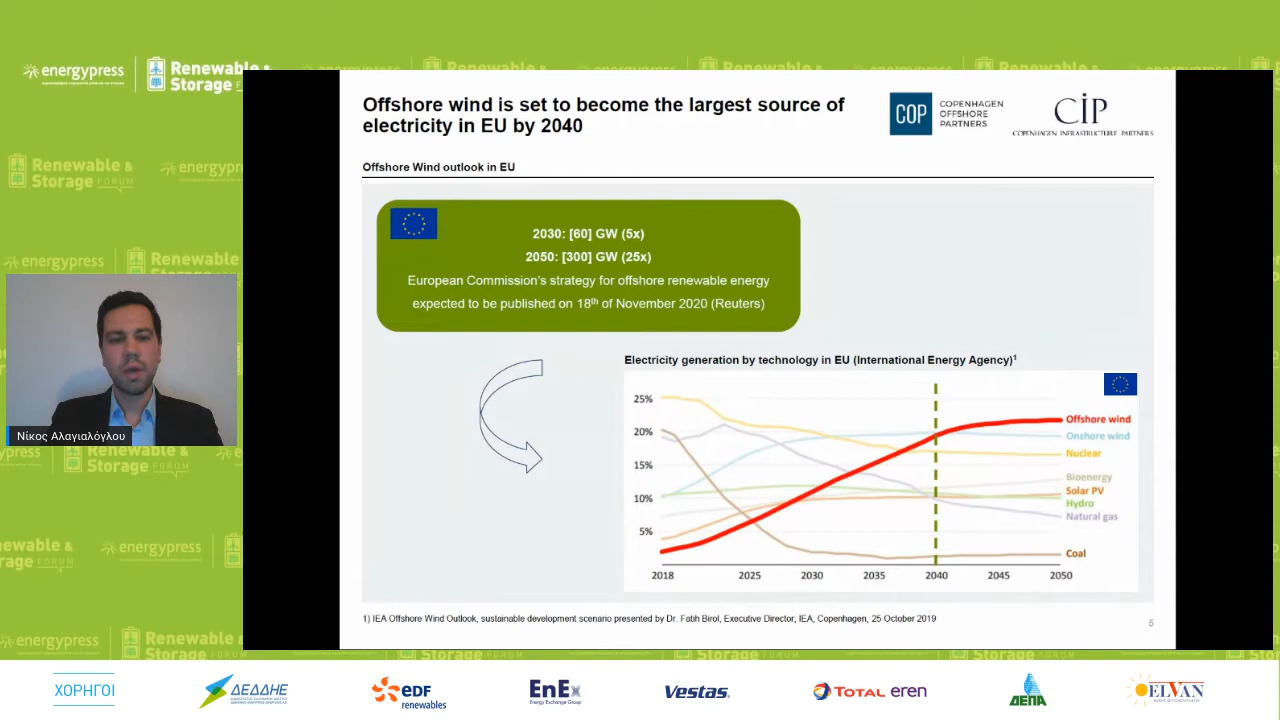 energypress
Renewable &
Storage
FORUM
Offshore wind is set to become the largest source of
electricity in EU by 2040
COP
COPENHAGEN
OFFSHORE
PARTNERS
CIP
COPENHAGEN INFRASTRUCTURE PARTNERS
Offshore Wind outlook in EU
2030: [60] GW (5x)
2050: [300] GW (25x)
European Commission's strategy for offshore renewable energy
expected to be published on 18th of November 2020 (Reuters)
Electricity generation by technology in EU (International Energy Agency)1
25%
20%
15%
10%
5%
2018
2025
2030
2035
2040
2045
2050
Offshore wind
Onshore wind
Nuclear
Bioenergy
Solar PV
Hydro
Natural gas
Coal
1) IEA Offshore Wind Outlook, sustainable development scenario presented by Dr. Fatih Birol, Executive Director, IEA, Copenhagen, 25 October 2019
5
Νίκος Αλαγιαλόγλου
ΧΟΡΗΓΟΙ
ΔΕΔΔΗΕ
edf
renewables
EnEx
Energy Exchange Group
Vestas
TOTAL eren
ΔΕΠΑ
ELVAN